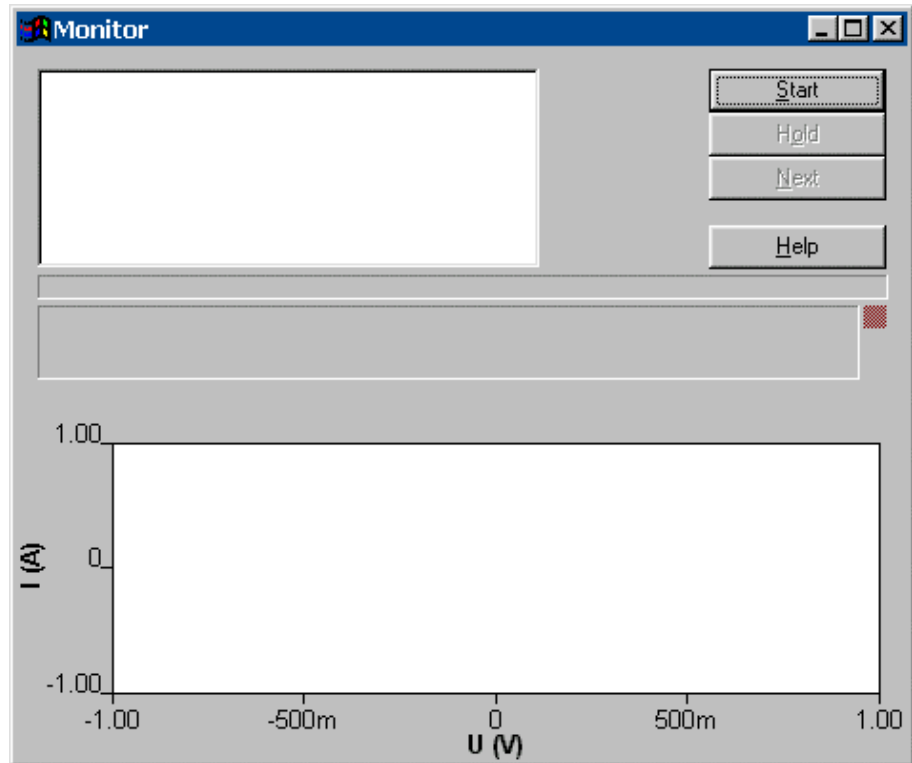 Monitor
Start
Hold
Next
Help
1.00
0
-1.00
I (A)
-1.00 -500m 0 500m 1.00
U (V)